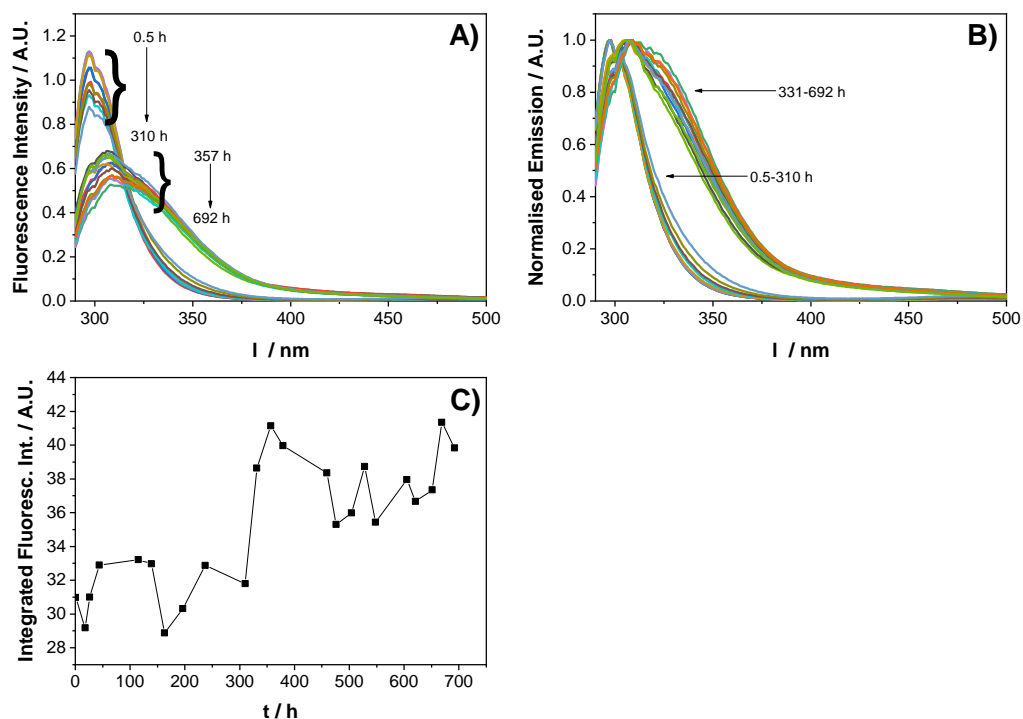 A)
Fluorescence Intensity / A.U.
1.2
1.0
0.8
0.6
0.4
0.2
0.0
0.5 h
310 h
357 h
692 h
}
}
300
350
400
450
500
l / nm
B)
Normalised Emission / A.U.
1.0
0.8
0.6
0.4
0.2
0.0
331-692 h
0.5-310 h
300
350
400
450
500
l / nm
C)
Integrated Fluoresc. Int. / A.U.
44
42
40
38
36
34
32
30
28
0
100
200
300
400
500
600
700
t / h